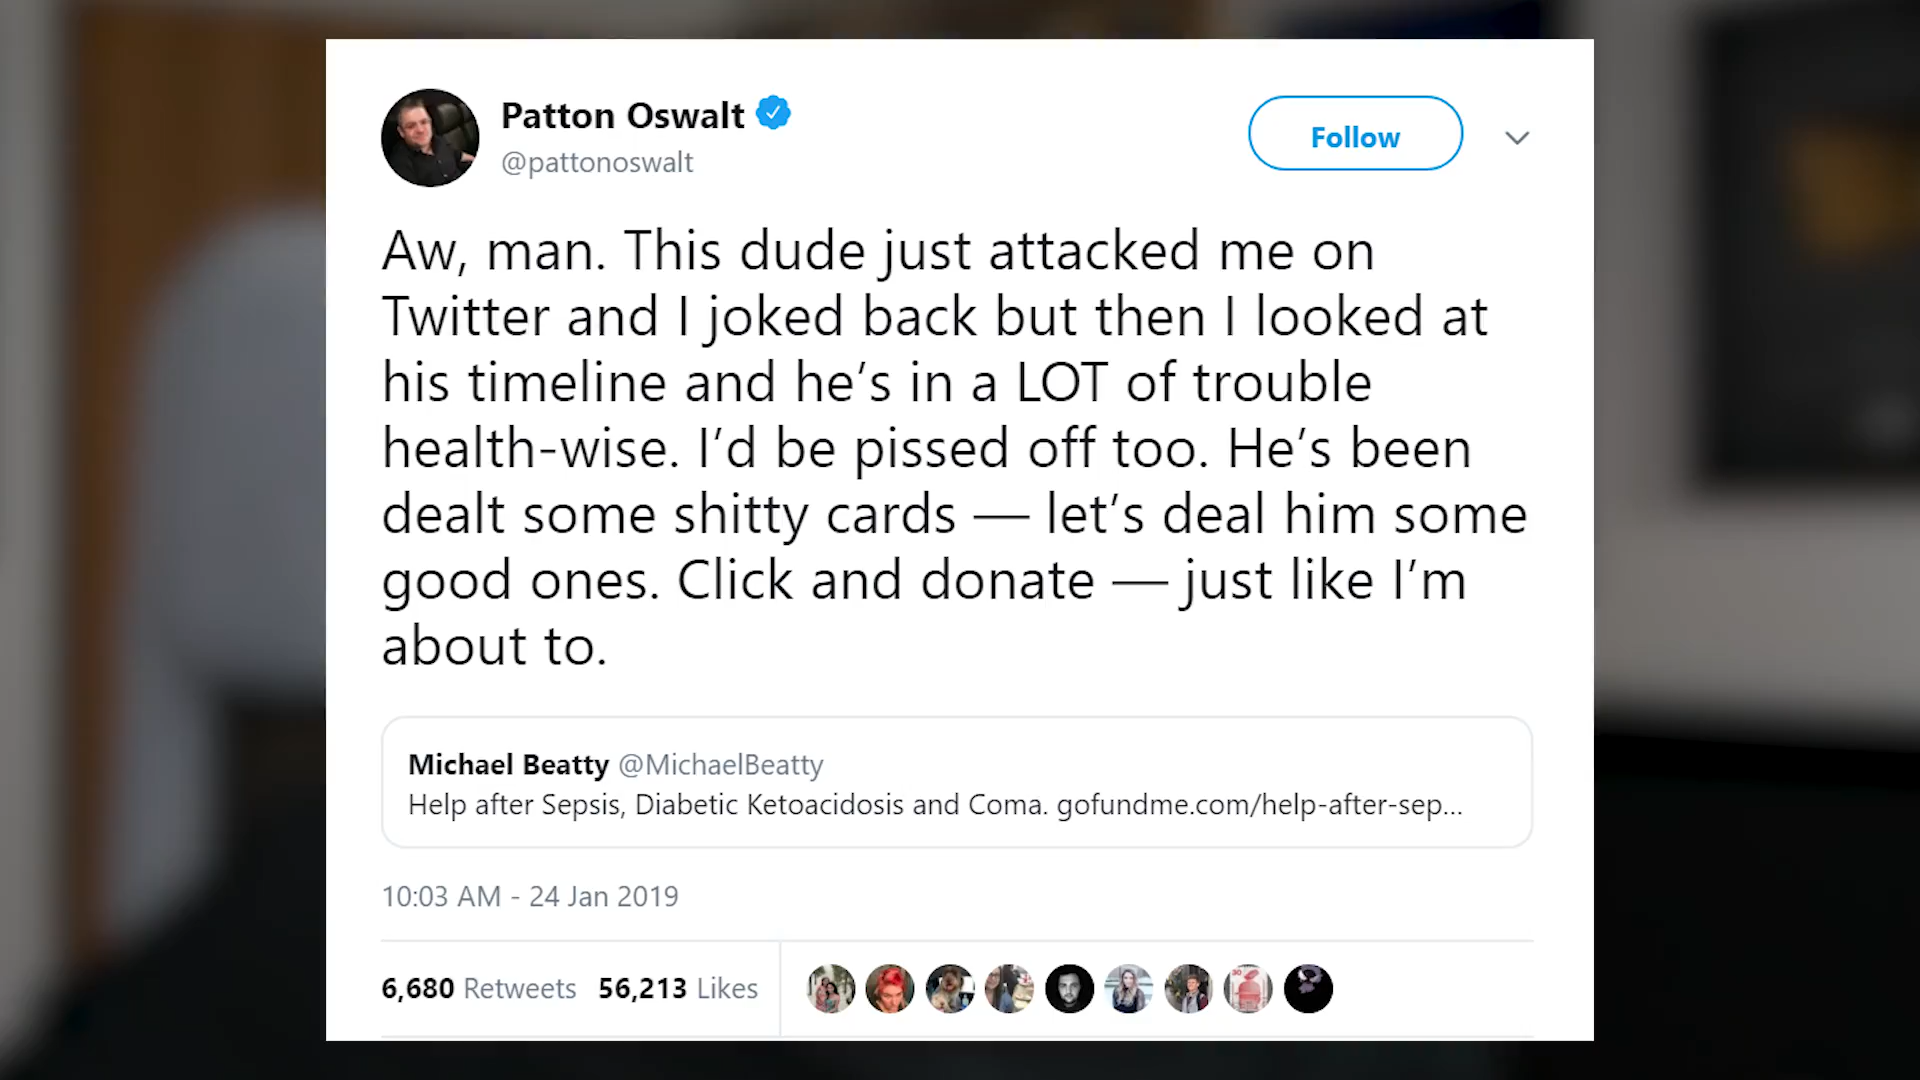 Patton Oswalt
@pattonoswalt
Follow
Aw, man. This dude just attacked me on
Twitter and I joked back but then I looked at
his timeline and he’s in a LOT of trouble
health-wise. I’d be pissed off too. He’s been
dealt some shitty cards — let’s deal him some
good ones. Click and donate — just like I’m
about to.
Michael Beatty @MichaelBeatty
Help after Sepsis, Diabetic Ketoacidosis and Coma. gofundme.com/help-after-sep...
10:03 AM - 24 Jan 2019
6,680 Retweets 56,213 Likes